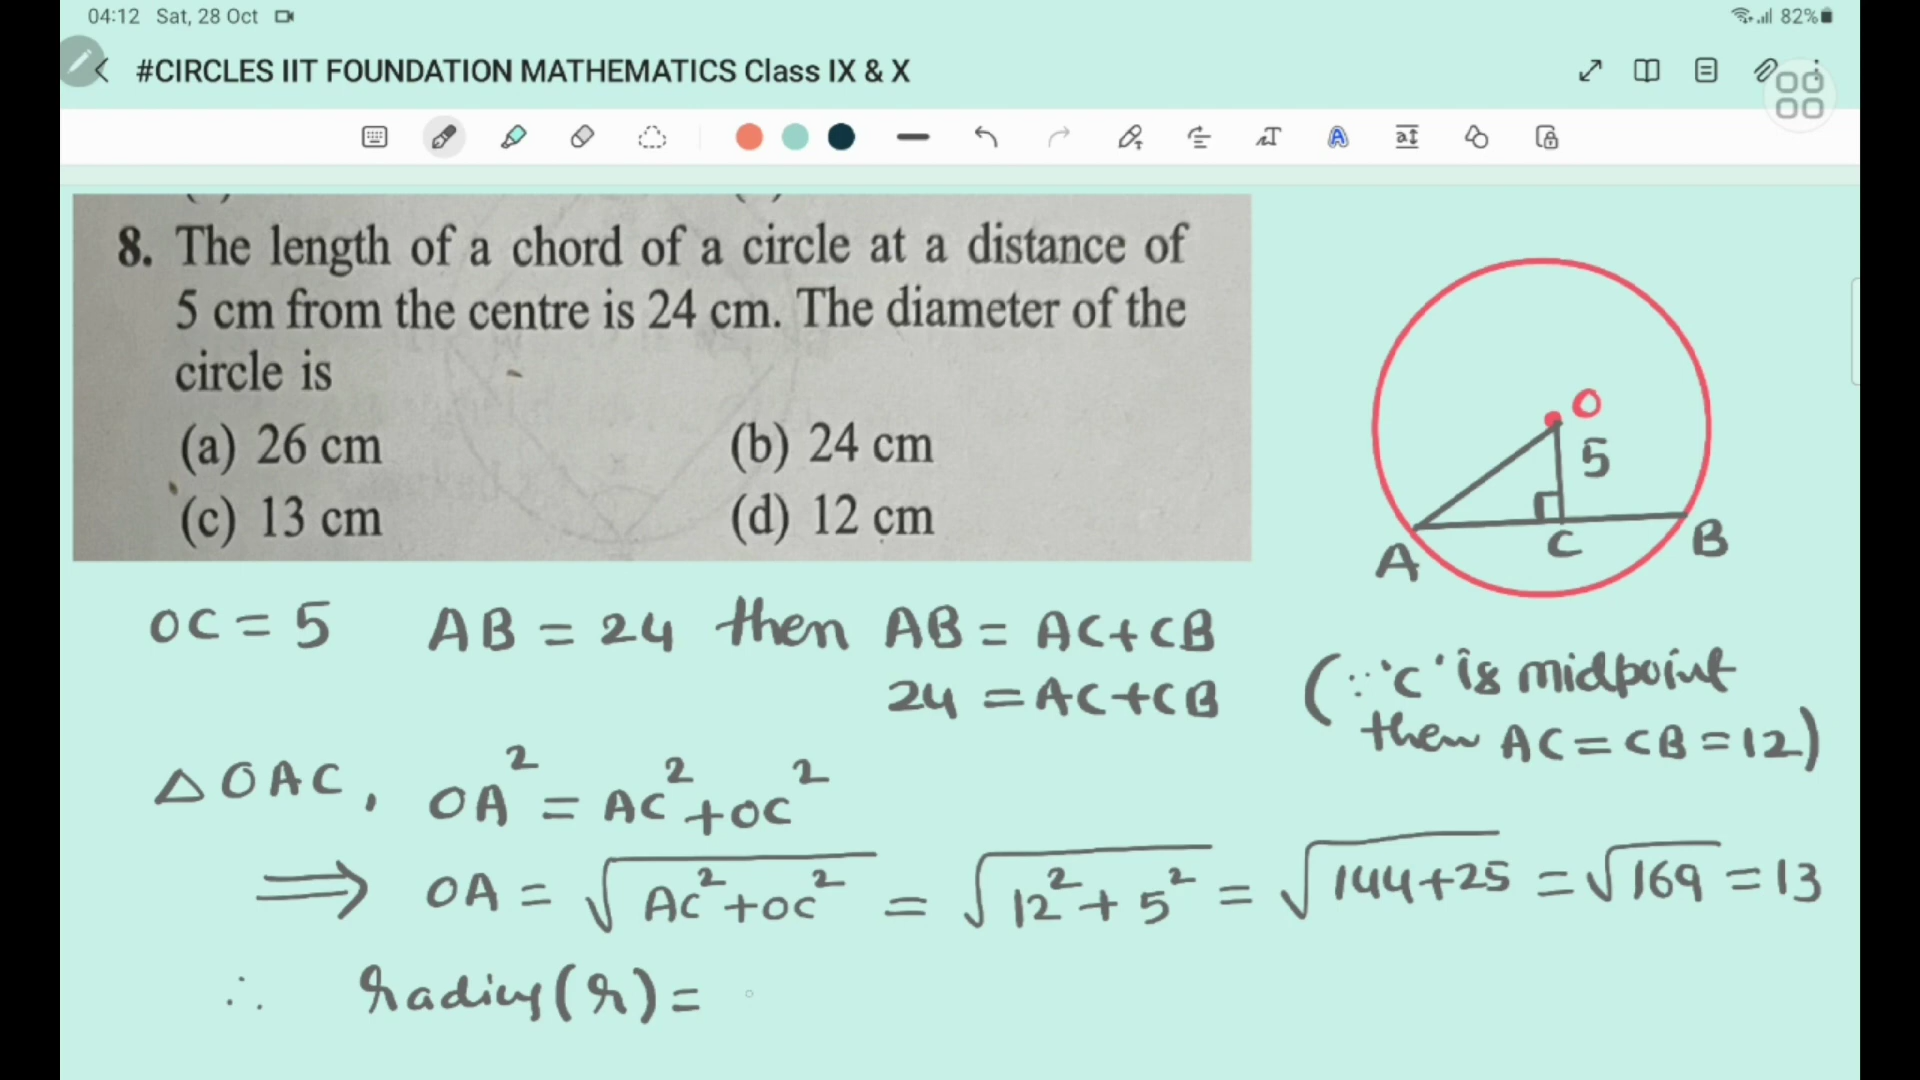 04:12 Sat, 28 Oct
82%
#CIRCLES IIT FOUNDATION MATHEMATICS Class IX & X
8. The length of a chord of a circle at a distance of
5 cm from the centre is 24 cm. The diameter of the
circle is
(a) 26 cm (b) 24 cm
(c) 13 cm (d) 12 cm
O
5
A C B
OC = 5 AB = 24 then AB = AC+CB
24 = AC+CB
(∵ 'C' is midpoint
then AC = CB = 12)
△OAC, OA² = AC²+OC²
⟹ OA = √(AC²+OC²) = √(12²+5²) = √(144+25) = √169 = 13
∴ Radius(r) =